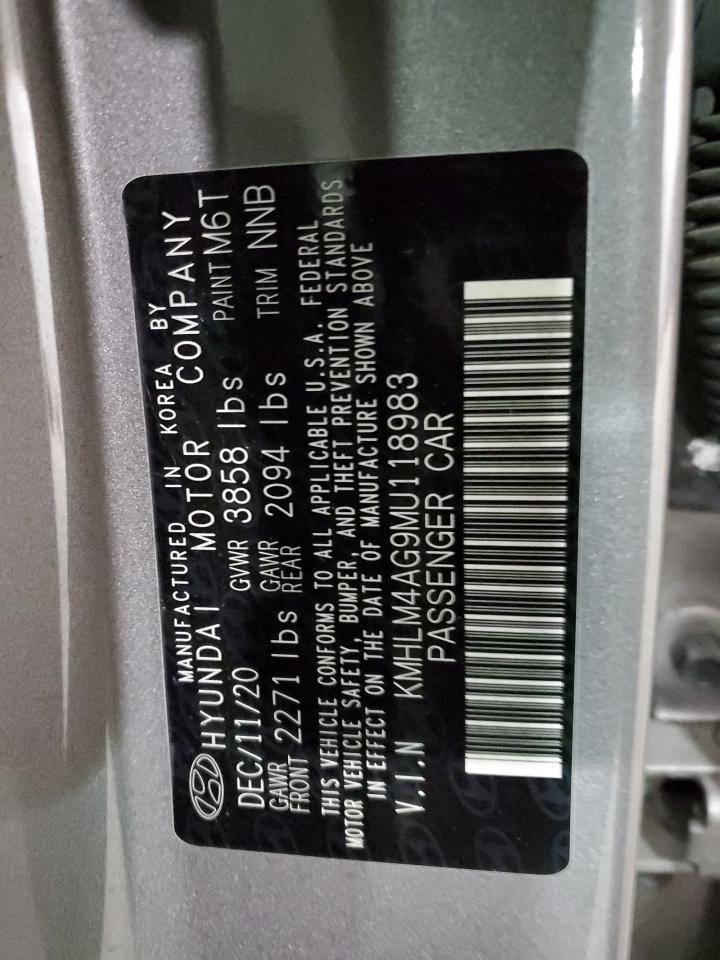 MANUFACTURED IN KOREA BY
HYUNDAI MOTOR COMPANY
DEC/11/20 GVWR 3858 lbs PAINT M6T
GAWR FRONT 2271 lbs GAWR REAR 2094 lbs TRIM NNB
THIS VEHICLE CONFORMS TO ALL APPLICABLE U.S.A. FEDERAL
MOTOR VEHICLE SAFETY, BUMPER, AND THEFT PREVENTION STANDARDS
IN EFFECT ON THE DATE OF MANUFACTURE SHOWN ABOVE
V.I.N KMHLM4AG9MU118983
PASSENGER CAR